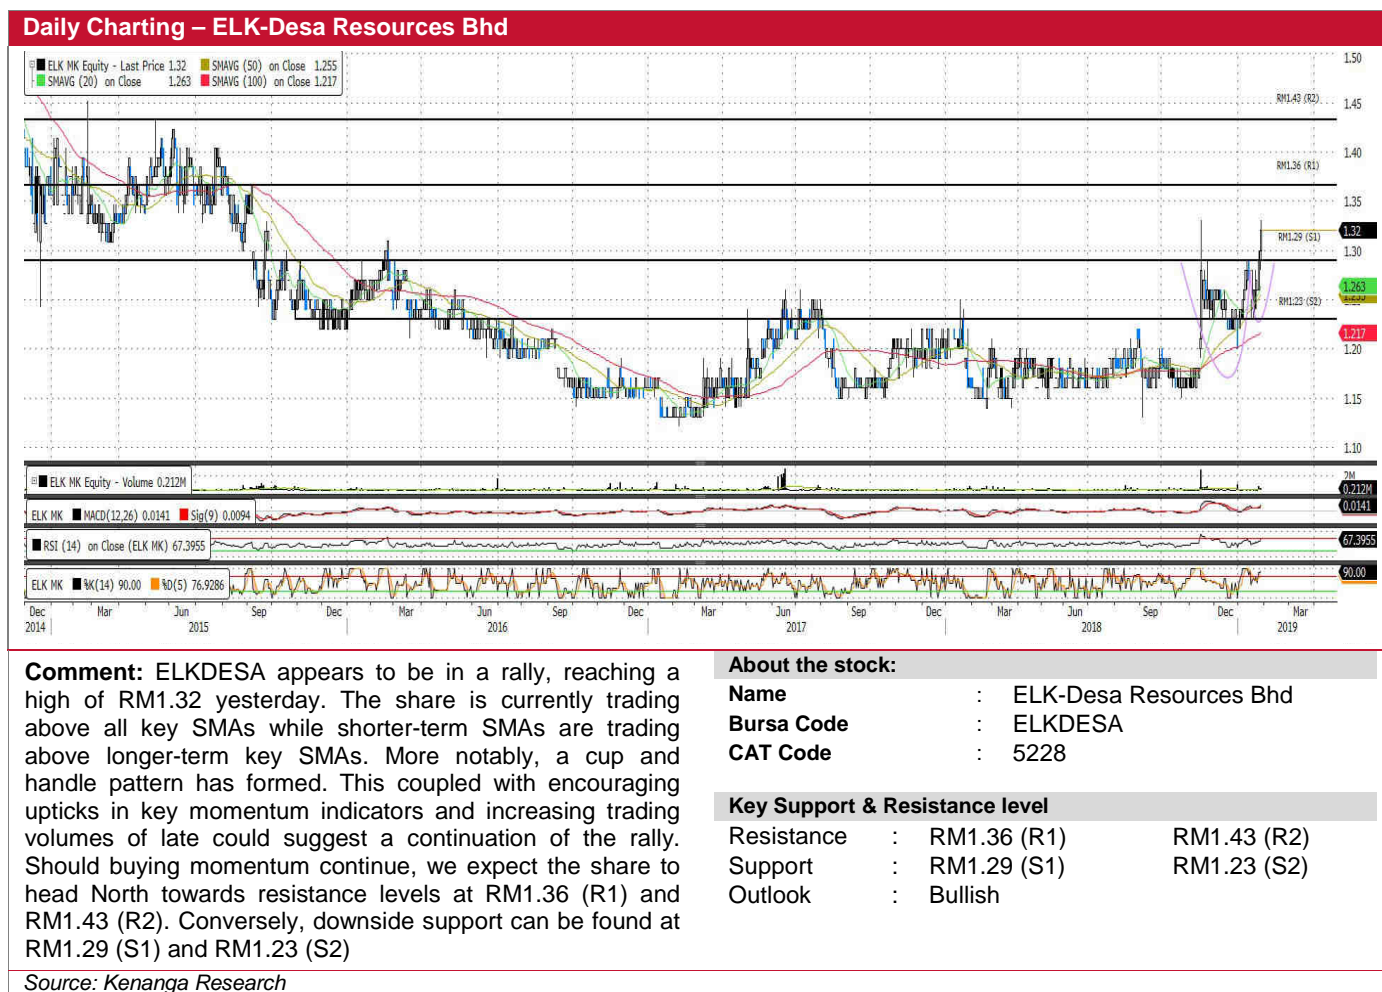 Daily Charting – ELK-Desa Resources Bhd
ELK MK Equity - Last Price 1.32 SMAVG (50) on Close 1.255
SMAVG (20) on Close 1.263 SMAVG (100) on Close 1.217
1.50
RM1.43 (R2)
1.45
1.40
RM1.36 (R1)
1.35
1.32
RM1.29 (S1)
1.30
1.263
RM1.23 (S2)
1.217
1.20
1.15
1.10
ELK MK Equity - Volume 0.212M
2M
0.212M
ELK MK MACD(12,26) 0.0141 Sig(9) 0.0094
0.0141
RSI (14) on Close (ELK MK) 67.3955
67.3955
ELK MK %K(14) 90.00 %D(5) 76.9286
90.00
Dec Mar Jun Sep Dec Mar Jun Sep Dec Mar Jun Sep Dec Mar Jun Sep Dec Mar
2014 2015 2016 2017 2018 2019
Comment: ELKDESA appears to be in a rally, reaching a
high of RM1.32 yesterday. The share is currently trading
above all key SMAs while shorter-term SMAs are trading
above longer-term key SMAs. More notably, a cup and
handle pattern has formed. This coupled with encouraging
upticks in key momentum indicators and increasing trading
volumes of late could suggest a continuation of the rally.
Should buying momentum continue, we expect the share to
head North towards resistance levels at RM1.36 (R1) and
RM1.43 (R2). Conversely, downside support can be found at
RM1.29 (S1) and RM1.23 (S2)
About the stock:
Name : ELK-Desa Resources Bhd
Bursa Code : ELKDESA
CAT Code : 5228
Key Support & Resistance level
Resistance : RM1.36 (R1) RM1.43 (R2)
Support : RM1.29 (S1) RM1.23 (S2)
Outlook : Bullish
Source: Kenanga Research